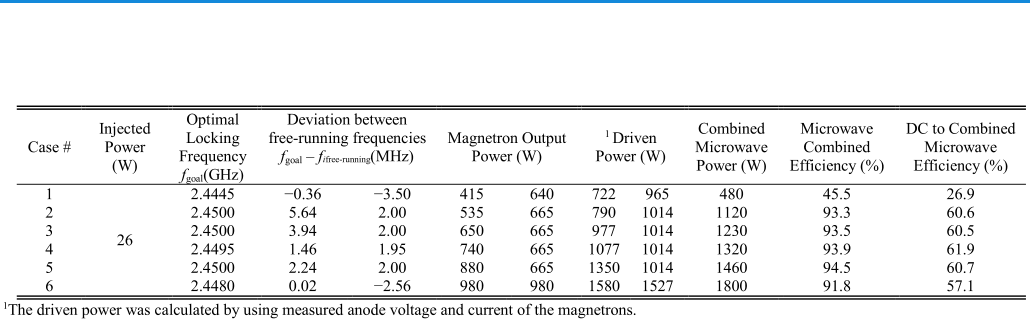 Case # | Injected Power (W) | Optimal Locking Frequency fgoal(GHz) | Deviation between free-running frequencies fgoal − fifree-running(MHz) | Magnetron Output Power (W) | 1 Driven Power (W) | Combined Microwave Power (W) | Microwave Combined Efficiency (%) | DC to Combined Microwave Efficiency (%)
1 | 26 | 2.4445 | −0.36 | −3.50 | 415 | 640 | 722 | 965 | 480 | 45.5 | 26.9
2 | 2.4500 | 5.64 | 2.00 | 535 | 665 | 790 | 1014 | 1120 | 93.3 | 60.6
3 | 2.4500 | 3.94 | 2.00 | 650 | 665 | 977 | 1014 | 1230 | 93.5 | 60.5
4 | 2.4495 | 1.46 | 1.95 | 740 | 665 | 1077 | 1014 | 1320 | 93.9 | 61.9
5 | 2.4500 | 2.24 | 2.00 | 880 | 665 | 1350 | 1014 | 1460 | 94.5 | 60.7
6 | 2.4480 | 0.02 | −2.56 | 980 | 980 | 1580 | 1527 | 1800 | 91.8 | 57.1
1The driven power was calculated by using measured anode voltage and current of the magnetrons.